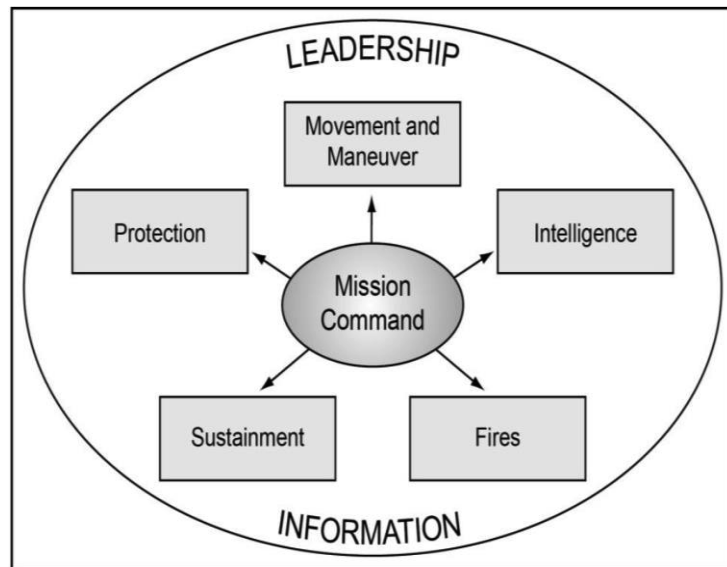 LEADERSHIP
Movement and
Maneuver
Protection
Intelligence
Mission
Command
Sustainment
Fires
INFORMATION